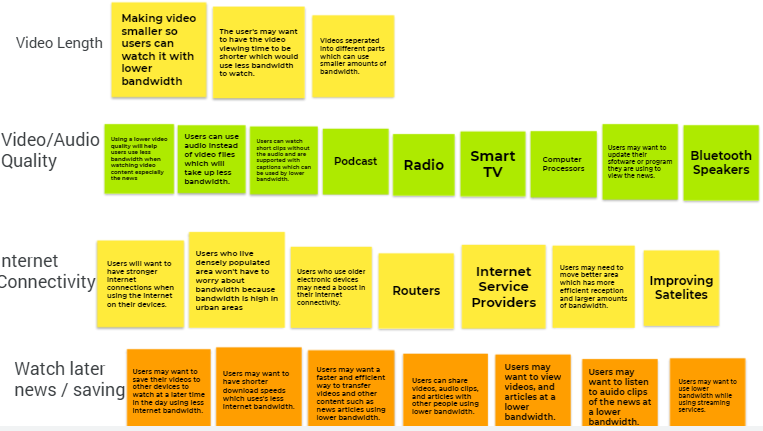 Video Length
Making video
smaller so
users can
watch it with
lower
bandwidth
The user's may want
to have the video
viewing time to be
shorter which would
use less bandwidth
to watch.
Videos seperated
into different parts
which can use
smaller amounts of
bandwidth.
Video/Audio
Quality
Using a lower video
quality will help
users use less
bandwidth when
watching video
content especially
the news
Users can use
audio instead
of video files
which will
take up less
bandwidth.
Users can watch
short clips without
the audio and are
supported with
captions which can
be used by lower
bandwidth.
Podcast
Radio
Smart
TV
Computer
Processors
Users may want to
update their
sfotware or program
they are using to
view the news.
Bluetooth
Speakers
nternet
Connectivity
Users will want to
have stronger
internet
connections when
using the internet
on their devices.
Users who live
densely populated
area won't have to
worry about
bandwidth because
bandwidth is high in
urban areas
Users who use older
electronic devices
may need a boost in
their internet
connectivity.
Routers
Internet
Service
Providers
Users may need to
move better area
which has more
efficient reception
and larger amounts
of bandwidth.
Improving
Satelites
Watch later
news / saving
Users may want to
save their videos to
other devices to
watch at a later time
in the day using less
internet bandwidth.
Users may want to
have shorter
download speeds
which uses's less
internet bandwidth.
Users may want a
faster and efficient
way to transfer
videos and other
content such as
news articles using
lower bandwidth.
Users can share
videos, audio clips,
and articles with
other people using
lower bandwidth.
Users may
want to view
videos, and
articles at a
lower
bandwidth.
Users may
want to listen
to auido clips
of the news at
a lower
bandwidth.
Users may want to
use lower
bandwidth while
using streaming
services.